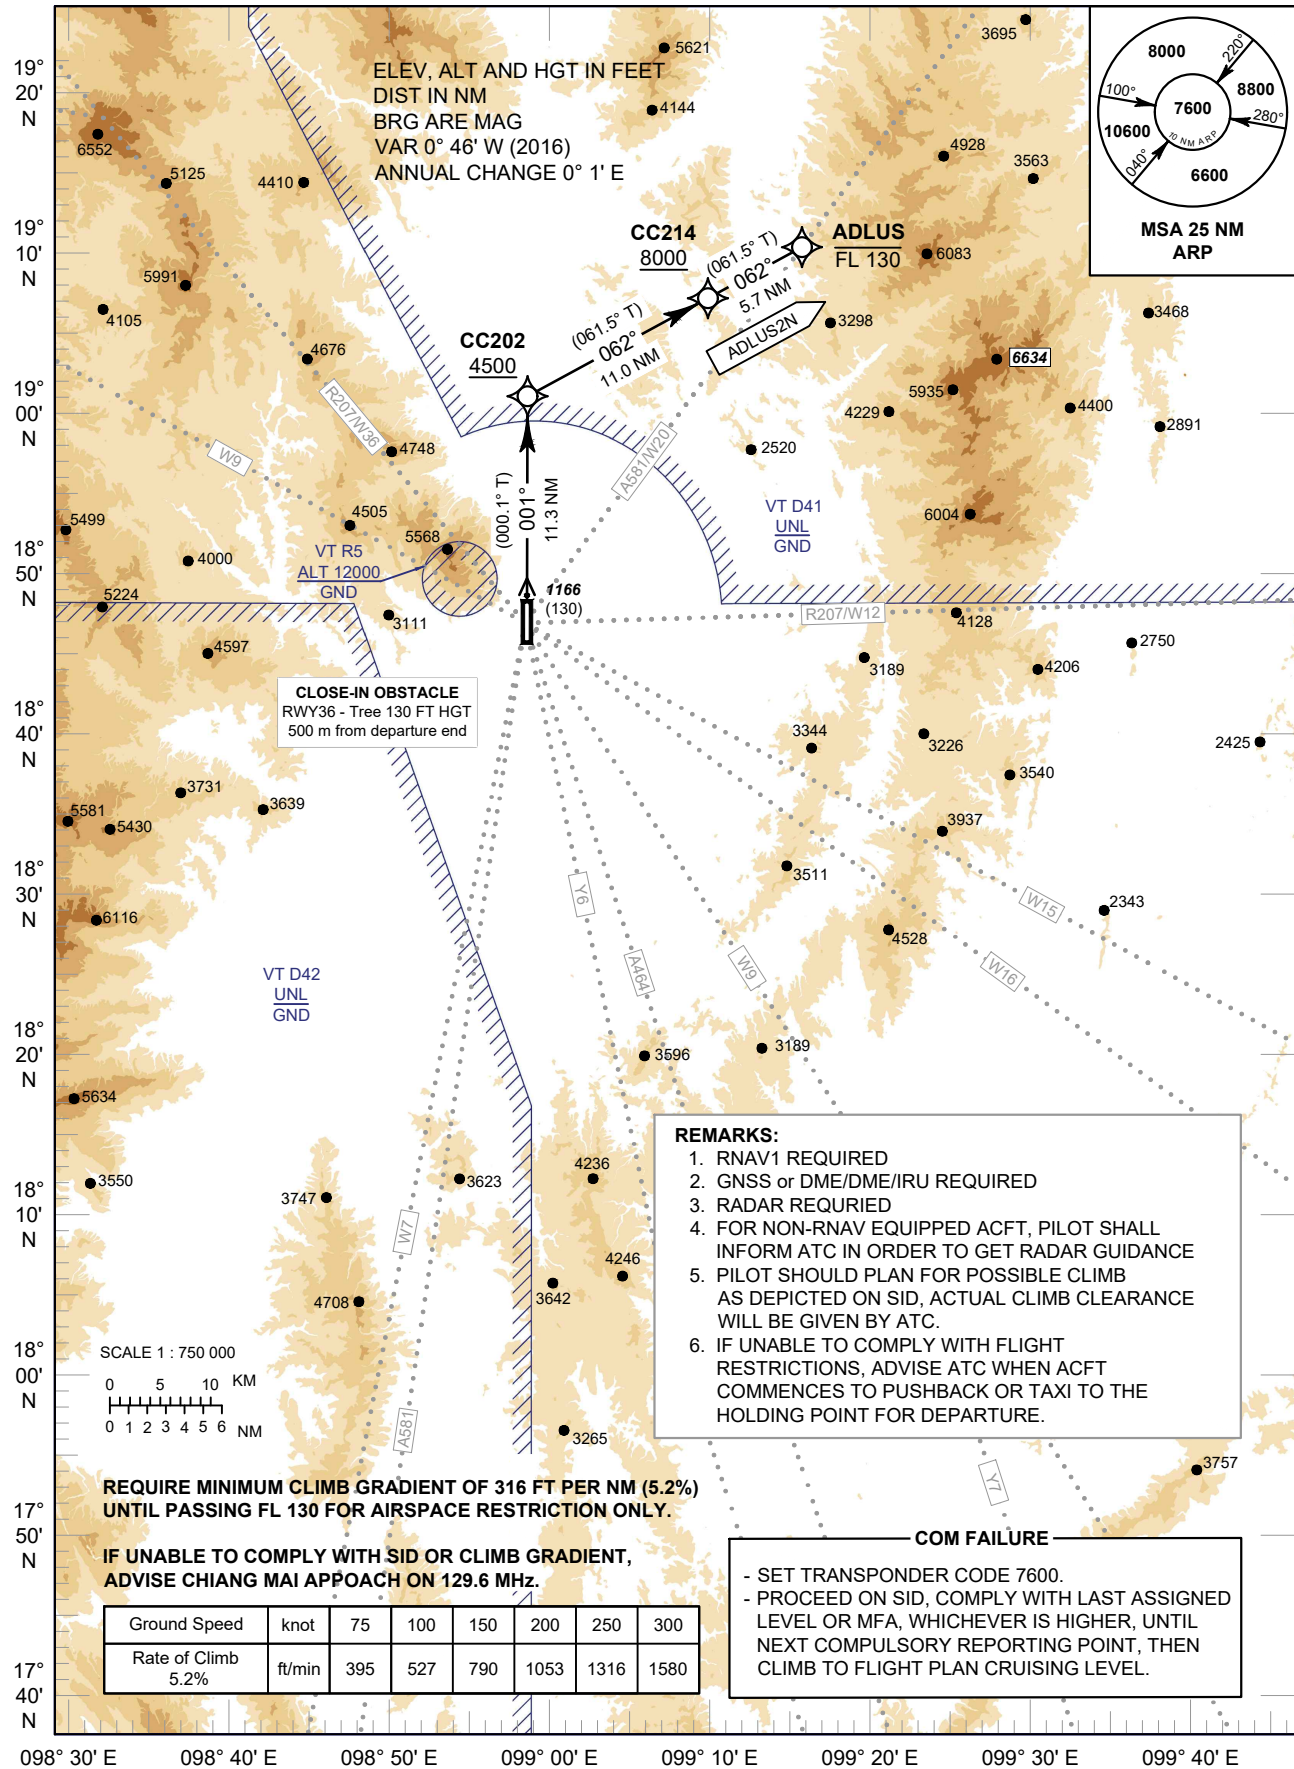 ELEV, ALT AND HGT IN FEET
DIST IN NM
BRG ARE MAG
VAR 0° 46' W (2016)
ANNUAL CHANGE 0° 1' E
8000
220°
8800
280°
100°
7600
10 NM ARP
10600
040°
6600
MSA 25 NM
ARP
19°
20'
N
19°
10'
N
19°
00'
N
18°
50'
N
18°
40'
N
18°
30'
N
18°
20'
N
18°
10'
N
18°
00'
N
17°
50'
N
17°
40'
N
5621
3695
4144
6552
5125
4410
4928
3563
5991
6083
4105
3298
3468
4676
6634
5935
4229
4400
2891
4748
2520
4505
5499
5568
6004
4000
5224
3111
4128
2750
4597
4206
3189
3344
3226
2425
3540
3731
3639
5581
5430
3937
3511
2343
6116
4528
3596
3189
5634
3550
3747
3623
4236
4246
3642
4708
3265
3757
CC214
8000
ADLUS
FL 130
(061.5° T)
062°
5.7 NM
(061.5° T)
062°
11.0 NM
ADLUS2N
CC202
4500
(000.1° T)
001°
11.3 NM
1166
(130)
R207/W36
W9
A581/W20
R207/W12
Y6
A464
W9
W15
W16
W7
A581
Y7
VT D41
UNL
GND
VT R5
ALT 12000
GND
VT D42
UNL
GND
CLOSE-IN OBSTACLE
RWY36 - Tree 130 FT HGT
500 m from departure end
REMARKS:
1. RNAV1 REQUIRED
2. GNSS or DME/DME/IRU REQUIRED
3. RADAR REQURIED
4. FOR NON-RNAV EQUIPPED ACFT, PILOT SHALL
INFORM ATC IN ORDER TO GET RADAR GUIDANCE
5. PILOT SHOULD PLAN FOR POSSIBLE CLIMB
AS DEPICTED ON SID, ACTUAL CLIMB CLEARANCE
WILL BE GIVEN BY ATC.
6. IF UNABLE TO COMPLY WITH FLIGHT
RESTRICTIONS, ADVISE ATC WHEN ACFT
COMMENCES TO PUSHBACK OR TAXI TO THE
HOLDING POINT FOR DEPARTURE.
SCALE 1 : 750 000
0 5 10 KM
0 1 2 3 4 5 6 NM
REQUIRE MINIMUM CLIMB GRADIENT OF 316 FT PER NM (5.2%)
UNTIL PASSING FL 130 FOR AIRSPACE RESTRICTION ONLY.
IF UNABLE TO COMPLY WITH SID OR CLIMB GRADIENT,
ADVISE CHIANG MAI APPOACH ON 129.6 MHz.
Ground Speed knot 75 100 150 200 250 300
Rate of Climb
5.2% ft/min 395 527 790 1053 1316 1580
COM FAILURE
- SET TRANSPONDER CODE 7600.
- PROCEED ON SID, COMPLY WITH LAST ASSIGNED
LEVEL OR MFA, WHICHEVER IS HIGHER, UNTIL
NEXT COMPULSORY REPORTING POINT, THEN
CLIMB TO FLIGHT PLAN CRUISING LEVEL.
098° 30' E 098° 40' E 098° 50' E 099° 00' E 099° 10' E 099° 20' E 099° 30' E 099° 40' E